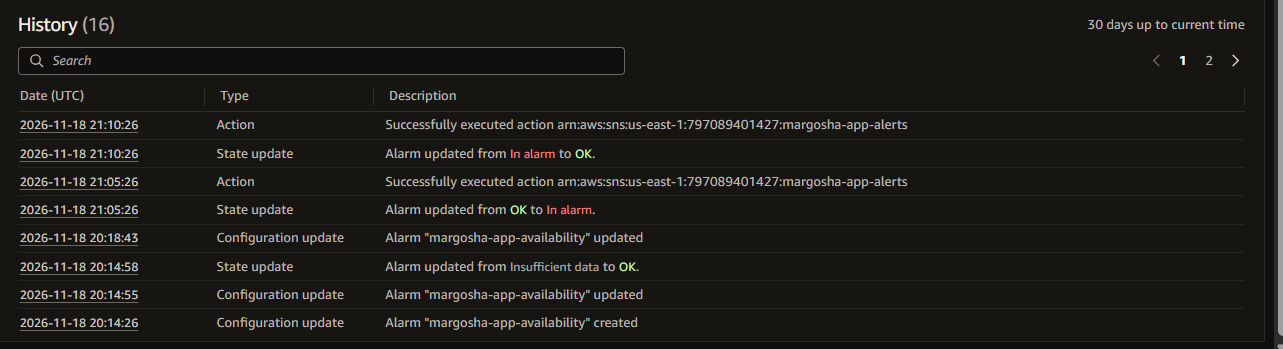 History (16)
30 days up to current time
Search
1 2
Date (UTC) Type Description
2026-11-18 21:10:26 Action Successfully executed action arn:aws:sns:us-east-1:797089401427:margosha-app-alerts
2026-11-18 21:10:26 State update Alarm updated from In alarm to OK.
2026-11-18 21:05:26 Action Successfully executed action arn:aws:sns:us-east-1:797089401427:margosha-app-alerts
2026-11-18 21:05:26 State update Alarm updated from OK to In alarm.
2026-11-18 20:18:43 Configuration update Alarm "margosha-app-availability" updated
2026-11-18 20:14:58 State update Alarm updated from Insufficient data to OK.
2026-11-18 20:14:55 Configuration update Alarm "margosha-app-availability" updated
2026-11-18 20:14:26 Configuration update Alarm "margosha-app-availability" created